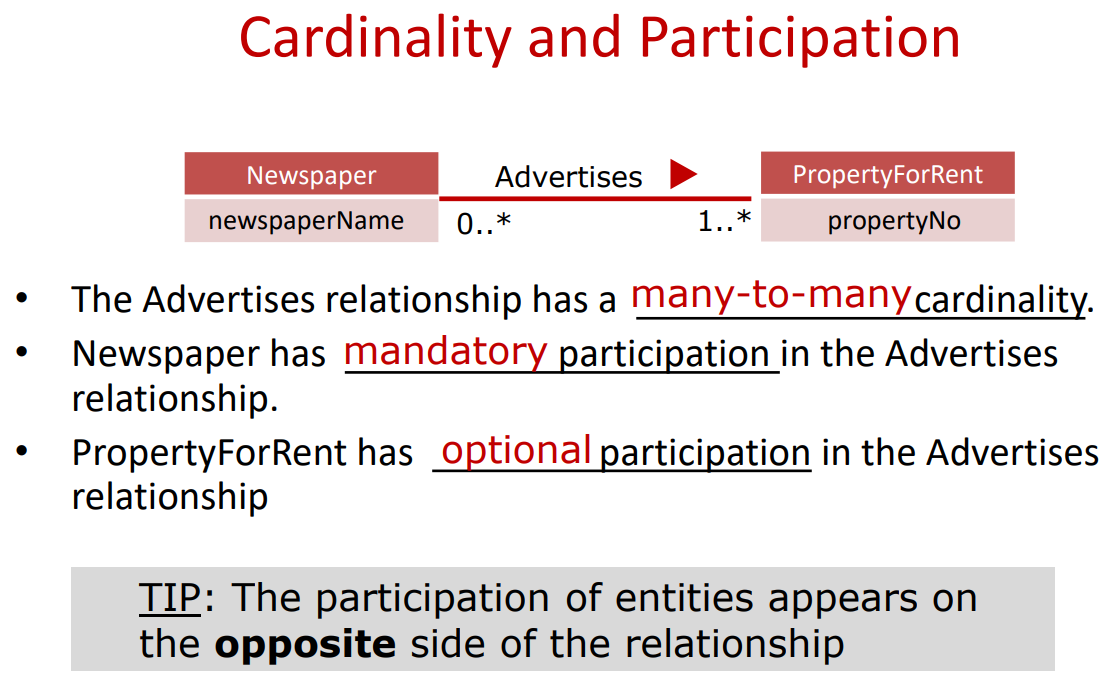 Cardinality and Participation
Newspaper
Advertises
PropertyForRent
newspaperName
0..*
1..*
propertyNo
• The Advertises relationship has a many-to-many cardinality.
• Newspaper has mandatory participation in the Advertises
relationship.
• PropertyForRent has optional participation in the Advertises
relationship
TIP: The participation of entities appears on
the opposite side of the relationship